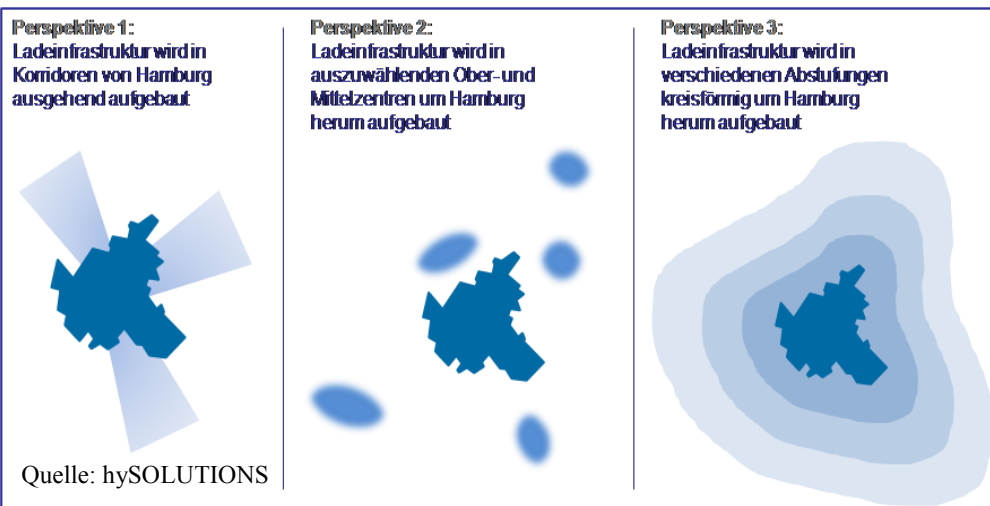 Perspektive 1:
Ladeinfrastruktur wird in
Korridoren von Hamburg
ausgehend aufgebaut
Perspektive 2:
Ladeinfrastruktur wird in
auszuwählenden Ober- und
Mittelzentren um Hamburg
herum aufgebaut
Perspektive 3:
Ladeinfrastruktur wird in
verschiedenen Abstufungen
kreisförmig um Hamburg
herum aufgebaut
Quelle: hySOLUTIONS